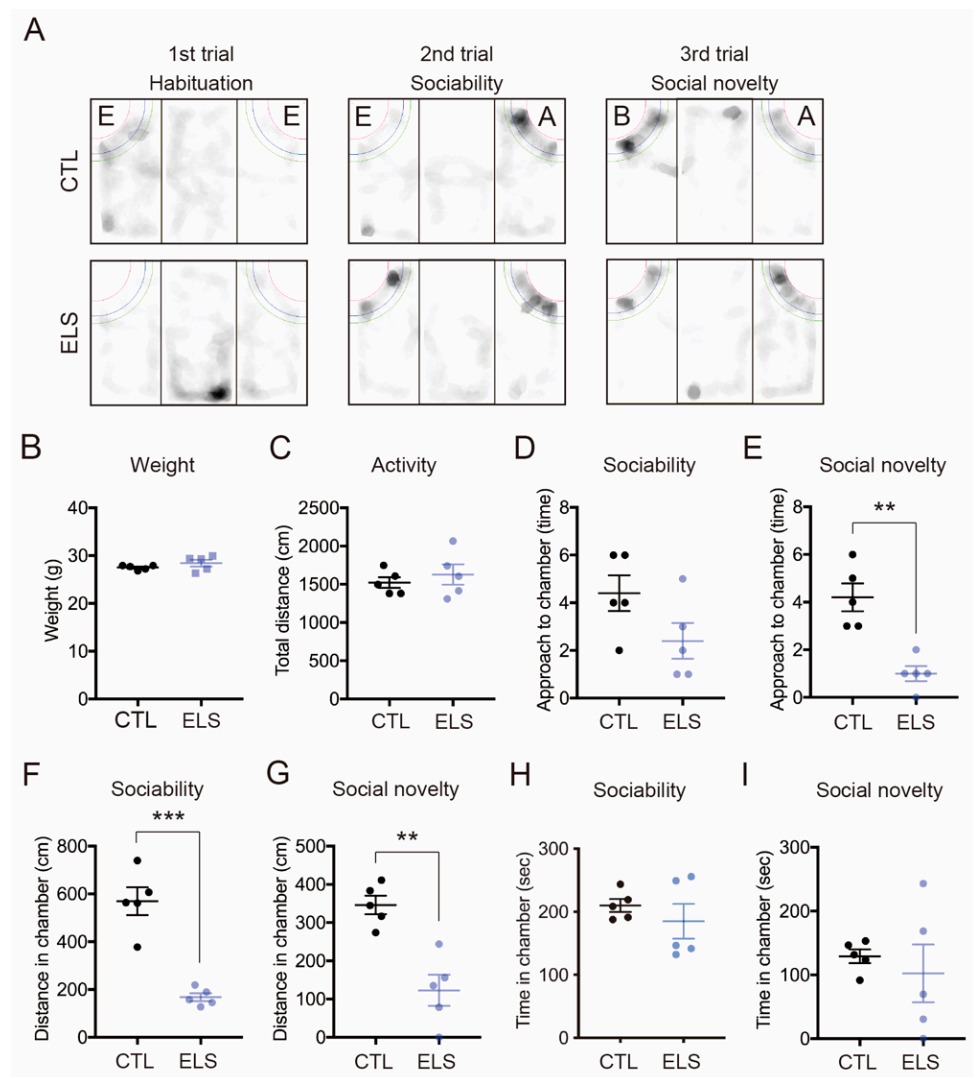 A
1st trial
Habituation
2nd trial
Sociability
3rd trial
Social novelty
CTL
E E
E A
B A
ELS
B
Weight
Weight (g)
40
30
20
10
0
CTL ELS
C
Activity
Total distance (cm)
2500
2000
1500
1000
500
0
CTL ELS
D
Sociability
Approach to chamber (time)
8
6
4
2
0
CTL ELS
E
Social novelty
Approach to chamber (time)
8
6
4
2
0
**
CTL ELS
F
Sociability
Distance in chamber (cm)
800
600
400
200
0
***
CTL ELS
G
Social novelty
Distance in chamber (cm)
500
400
300
200
100
0
**
CTL ELS
H
Sociability
Time in chamber (sec)
300
200
100
0
CTL ELS
I
Social novelty
Time in chamber (sec)
300
200
100
0
CTL ELS